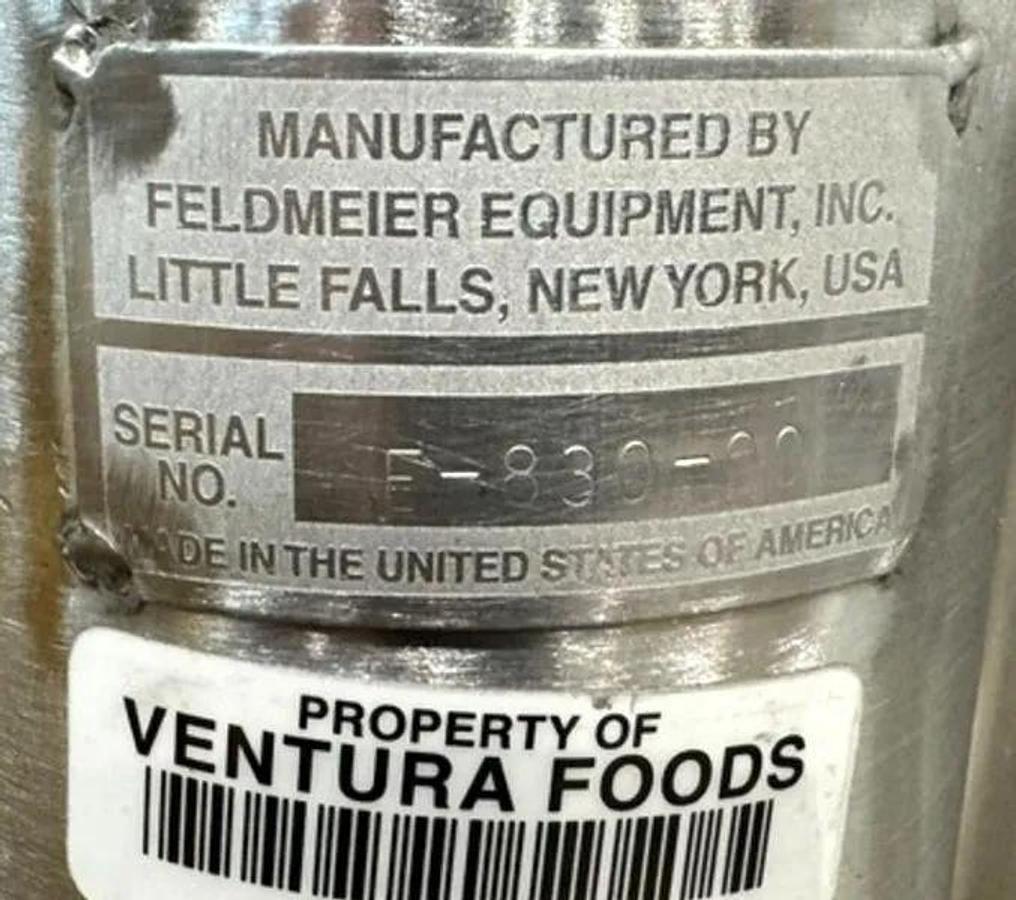 MANUFACTURED BY
FELDMEIER EQUIPMENT, INC.
LITTLE FALLS, NEW YORK, USA
SERIAL
NO.
MADE IN THE UNITED STATES OF AMERICA
PROPERTY OF
VENTURA FOODS